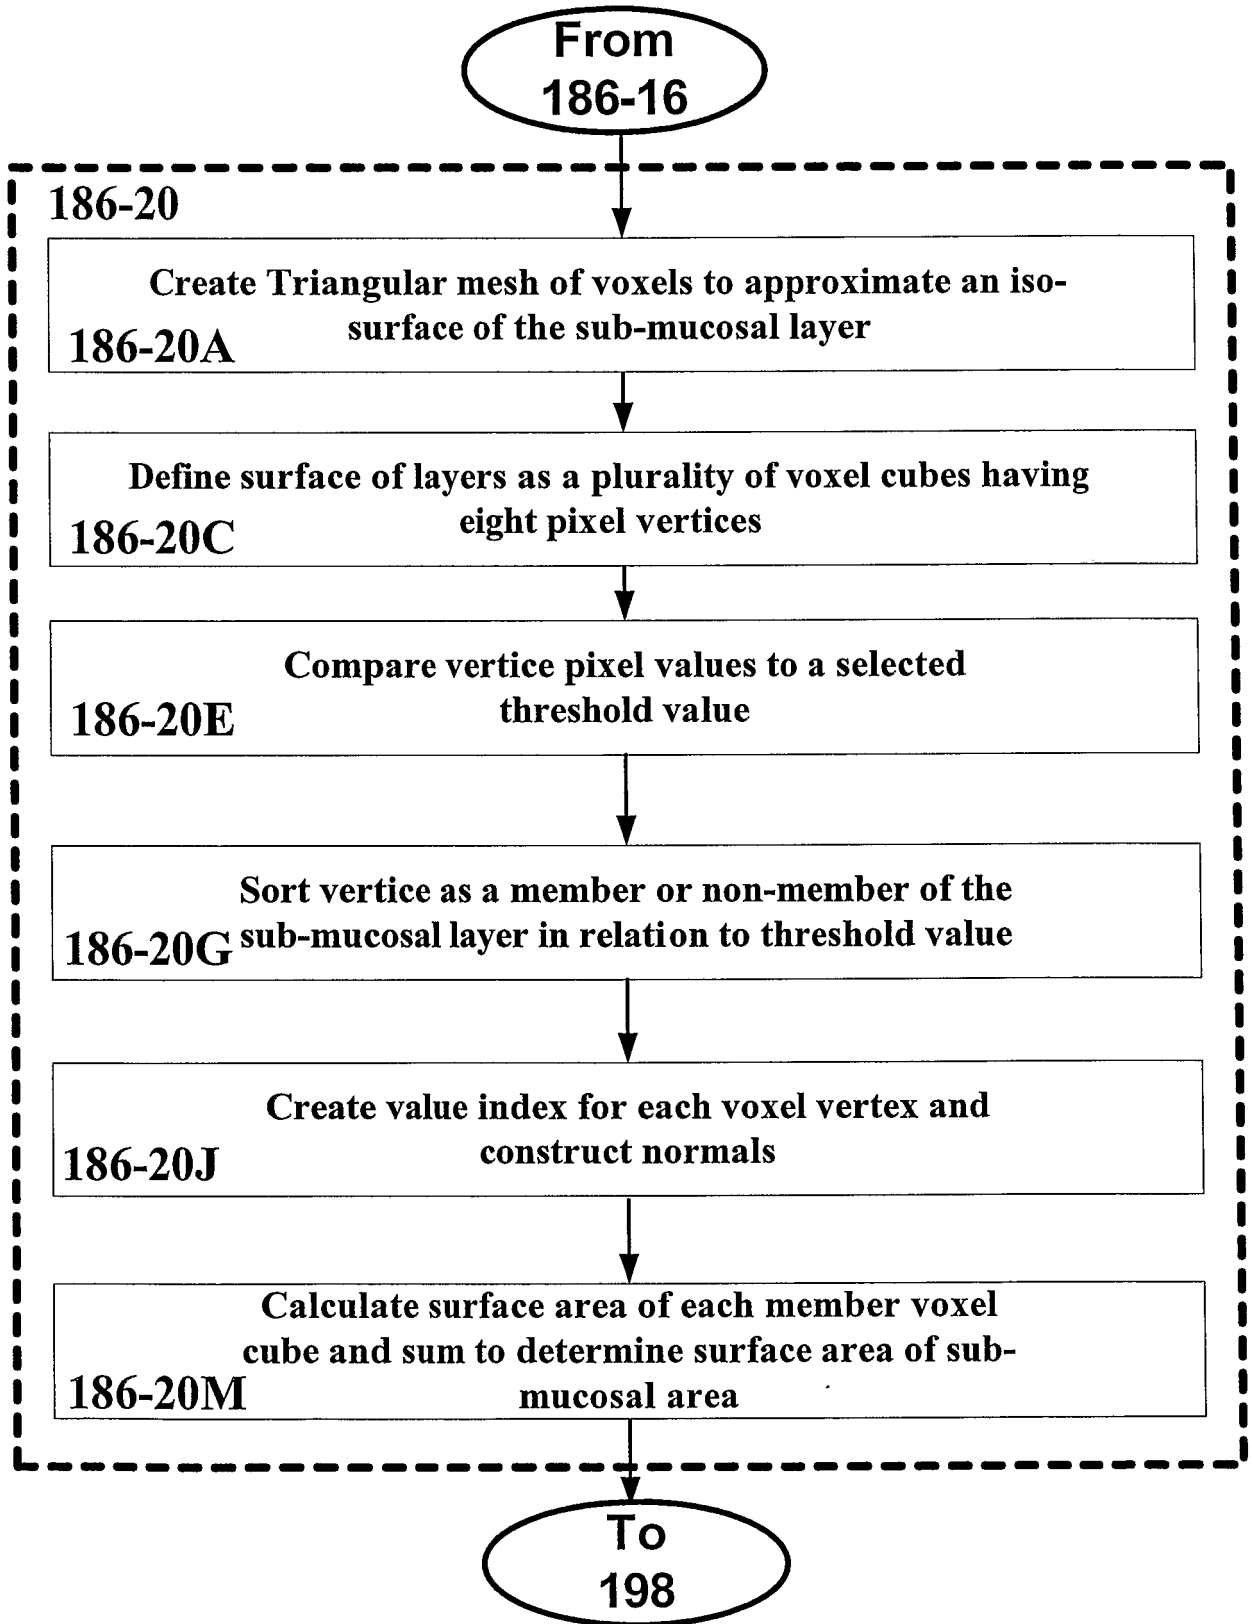 From
186-16
186-20
Create Triangular mesh of voxels to approximate an iso-
surface of the sub-mucosal layer
186-20A
Define surface of layers as a plurality of voxel cubes having
eight pixel vertices
186-20C
Compare vertice pixel values to a selected
threshold value
186-20E
Sort vertice as a member or non-member of the
sub-mucosal layer in relation to threshold value
186-20G
Create value index for each voxel vertex and
construct normals
186-20J
Calculate surface area of each member voxel
cube and sum to determine surface area of sub-
mucosal area
186-20M
To
198